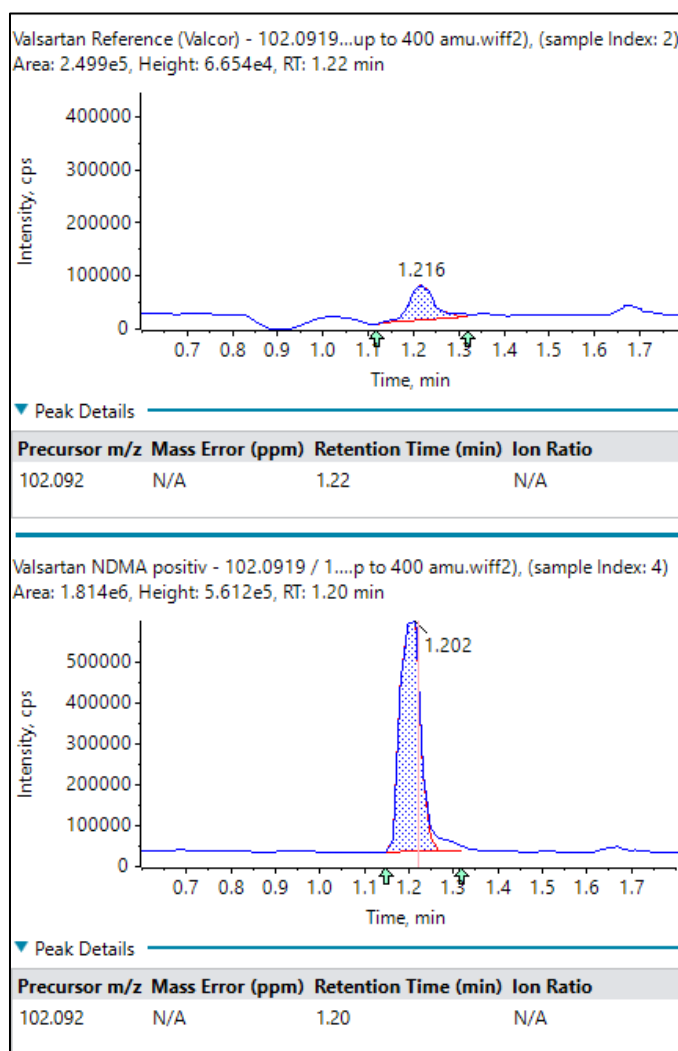 Valsartan Reference (Valcor) - 102.0919...up to 400 amu.wiff2), (sample Index: 2)
Area: 2.499e5, Height: 6.654e4, RT: 1.22 min
400000
300000
200000
100000
0
Intensity, cps
1.216
0.7 0.8 0.9 1.0 1.1 1.2 1.3 1.4 1.5 1.6 1.7
Time, min
Peak Details
Precursor m/z Mass Error (ppm) Retention Time (min) Ion Ratio
102.092 N/A 1.22 N/A
Valsartan NDMA positiv - 102.0919 / 1....p to 400 amu.wiff2), (sample Index: 4)
Area: 1.814e6, Height: 5.612e5, RT: 1.20 min
500000
400000
300000
200000
100000
0
Intensity, cps
1.202
0.7 0.8 0.9 1.0 1.1 1.2 1.3 1.4 1.5 1.6 1.7
Time, min
Peak Details
Precursor m/z Mass Error (ppm) Retention Time (min) Ion Ratio
102.092 N/A 1.20 N/A